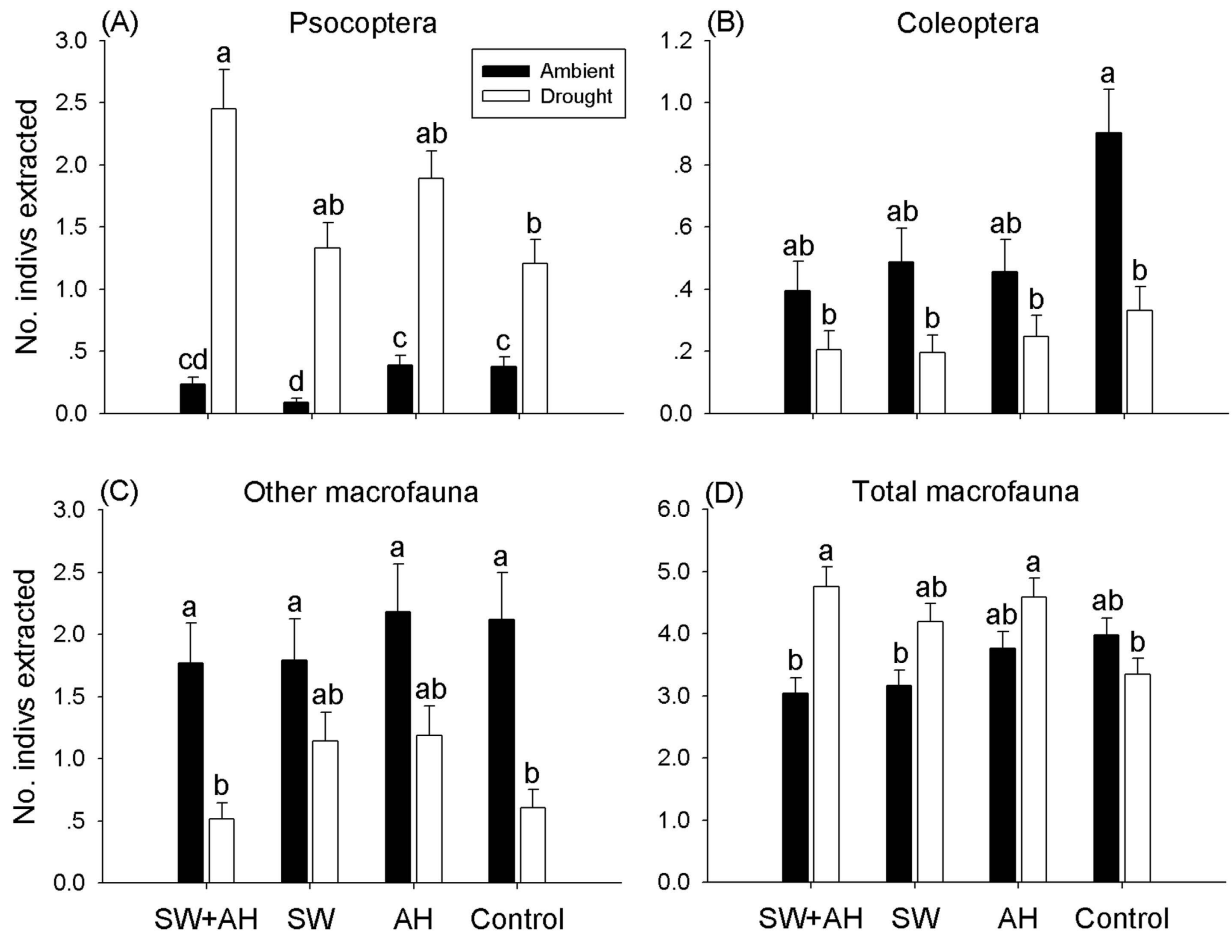 (A) Psocoptera
(B) Coleoptera
No. indivs extracted
3.0
2.5
2.0
1.5
1.0
.5
0.0
Ambient
Drought
a
ab
ab
b
cd
d
c
c
1.2
1.0
.8
.6
.4
.2
0.0
a
ab
ab
ab
b
b
b
b
(C) Other macrofauna
(D) Total macrofauna
No. indivs extracted
3.0
2.5
2.0
1.5
1.0
.5
0.0
a
a
a
a
b
ab
ab
b
SW+AH SW AH Control
6.0
5.0
4.0
3.0
2.0
1.0
0.0
b
a
b
ab
ab
a
ab
b
SW+AH SW AH Control